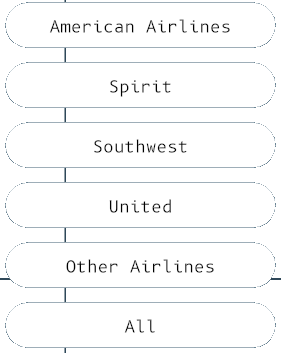 American Airlines
Spirit
Southwest
United
Other Airlines
All